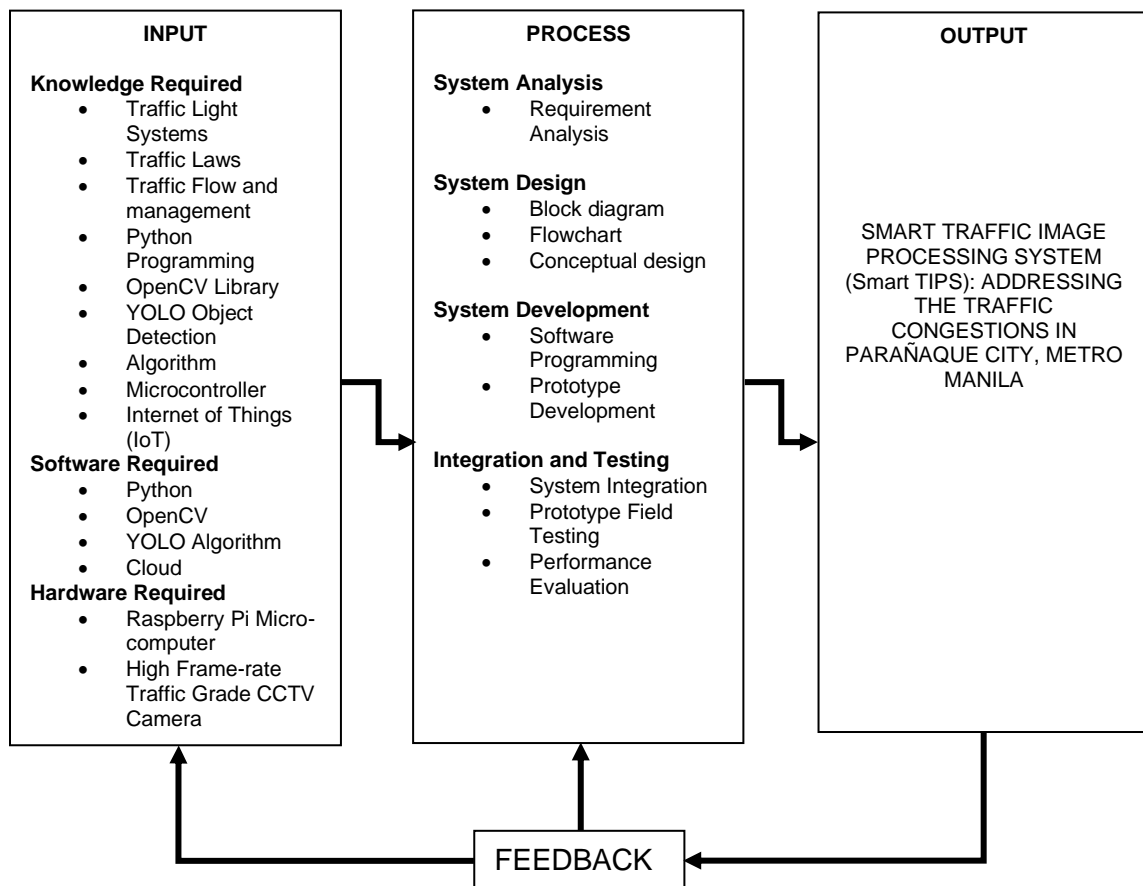 INPUT
Knowledge Required
• Traffic Light
Systems
• Traffic Laws
• Traffic Flow and
management
• Python
Programming
• OpenCV Library
• YOLO Object
Detection
• Algorithm
• Microcontroller
• Internet of Things
(IoT)
Software Required
• Python
• OpenCV
• YOLO Algorithm
• Cloud
Hardware Required
• Raspberry Pi Micro-
computer
• High Frame-rate
Traffic Grade CCTV
Camera
PROCESS
System Analysis
• Requirement
Analysis
System Design
• Block diagram
• Flowchart
• Conceptual design
System Development
• Software
Programming
• Prototype
Development
Integration and Testing
• System Integration
• Prototype Field
Testing
• Performance
Evaluation
OUTPUT
SMART TRAFFIC IMAGE
PROCESSING SYSTEM
(Smart TIPS): ADDRESSING
THE TRAFFIC
CONGESTIONS IN
PARAÑAQUE CITY, METRO
MANILA
FEEDBACK